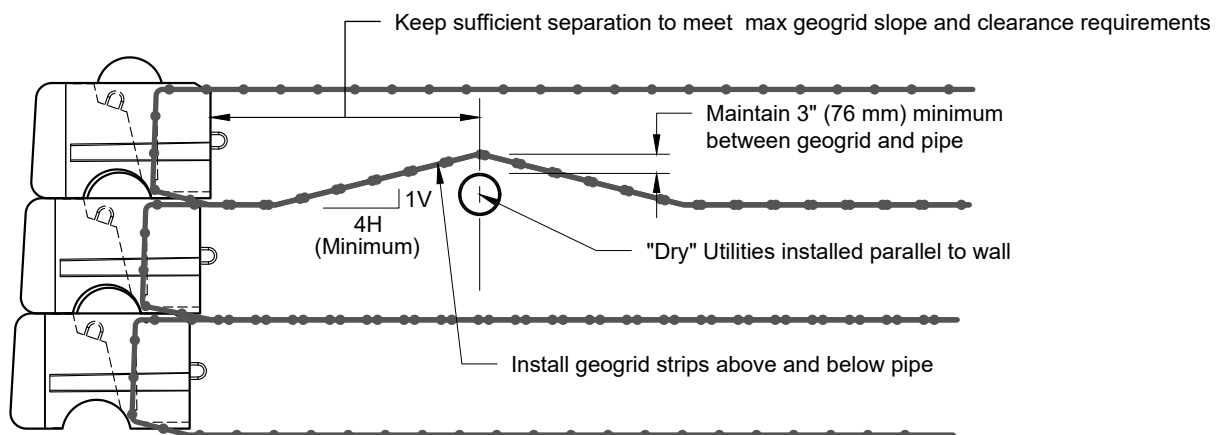 Keep sufficient separation to meet  max geogrid slope and clearance requirements
Maintain 3" (76 mm) minimum
between geogrid and pipe
1V
4H
(Minimum)
"Dry" Utilities installed parallel to wall
Install geogrid strips above and below pipe